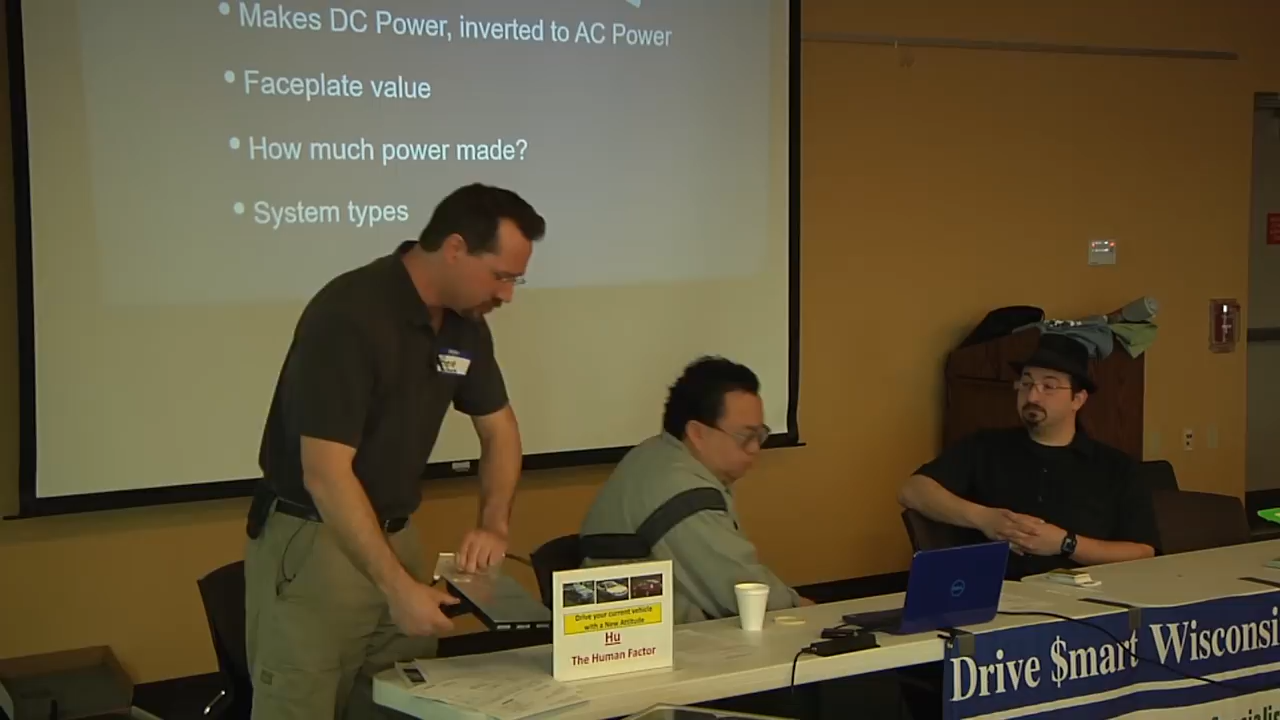 • Makes DC Power, inverted to AC Power
• Faceplate value
• How much power made?
• System types
Drive your current vehicle
with a New Attitude
Hu
The Human Factor
DELL
Drive $mart Wisconsi